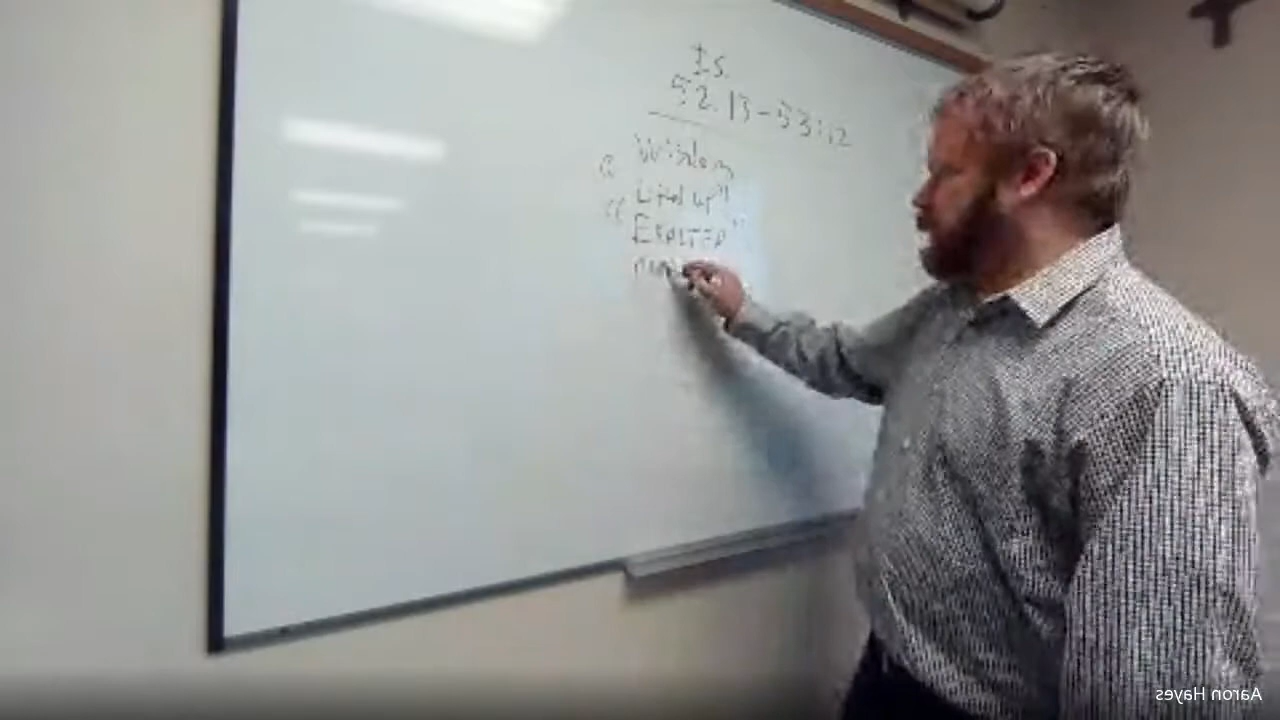 Is.
52.13-53:12
Wisdom
Lifted up"
"Exalted"
Aaron Hayes